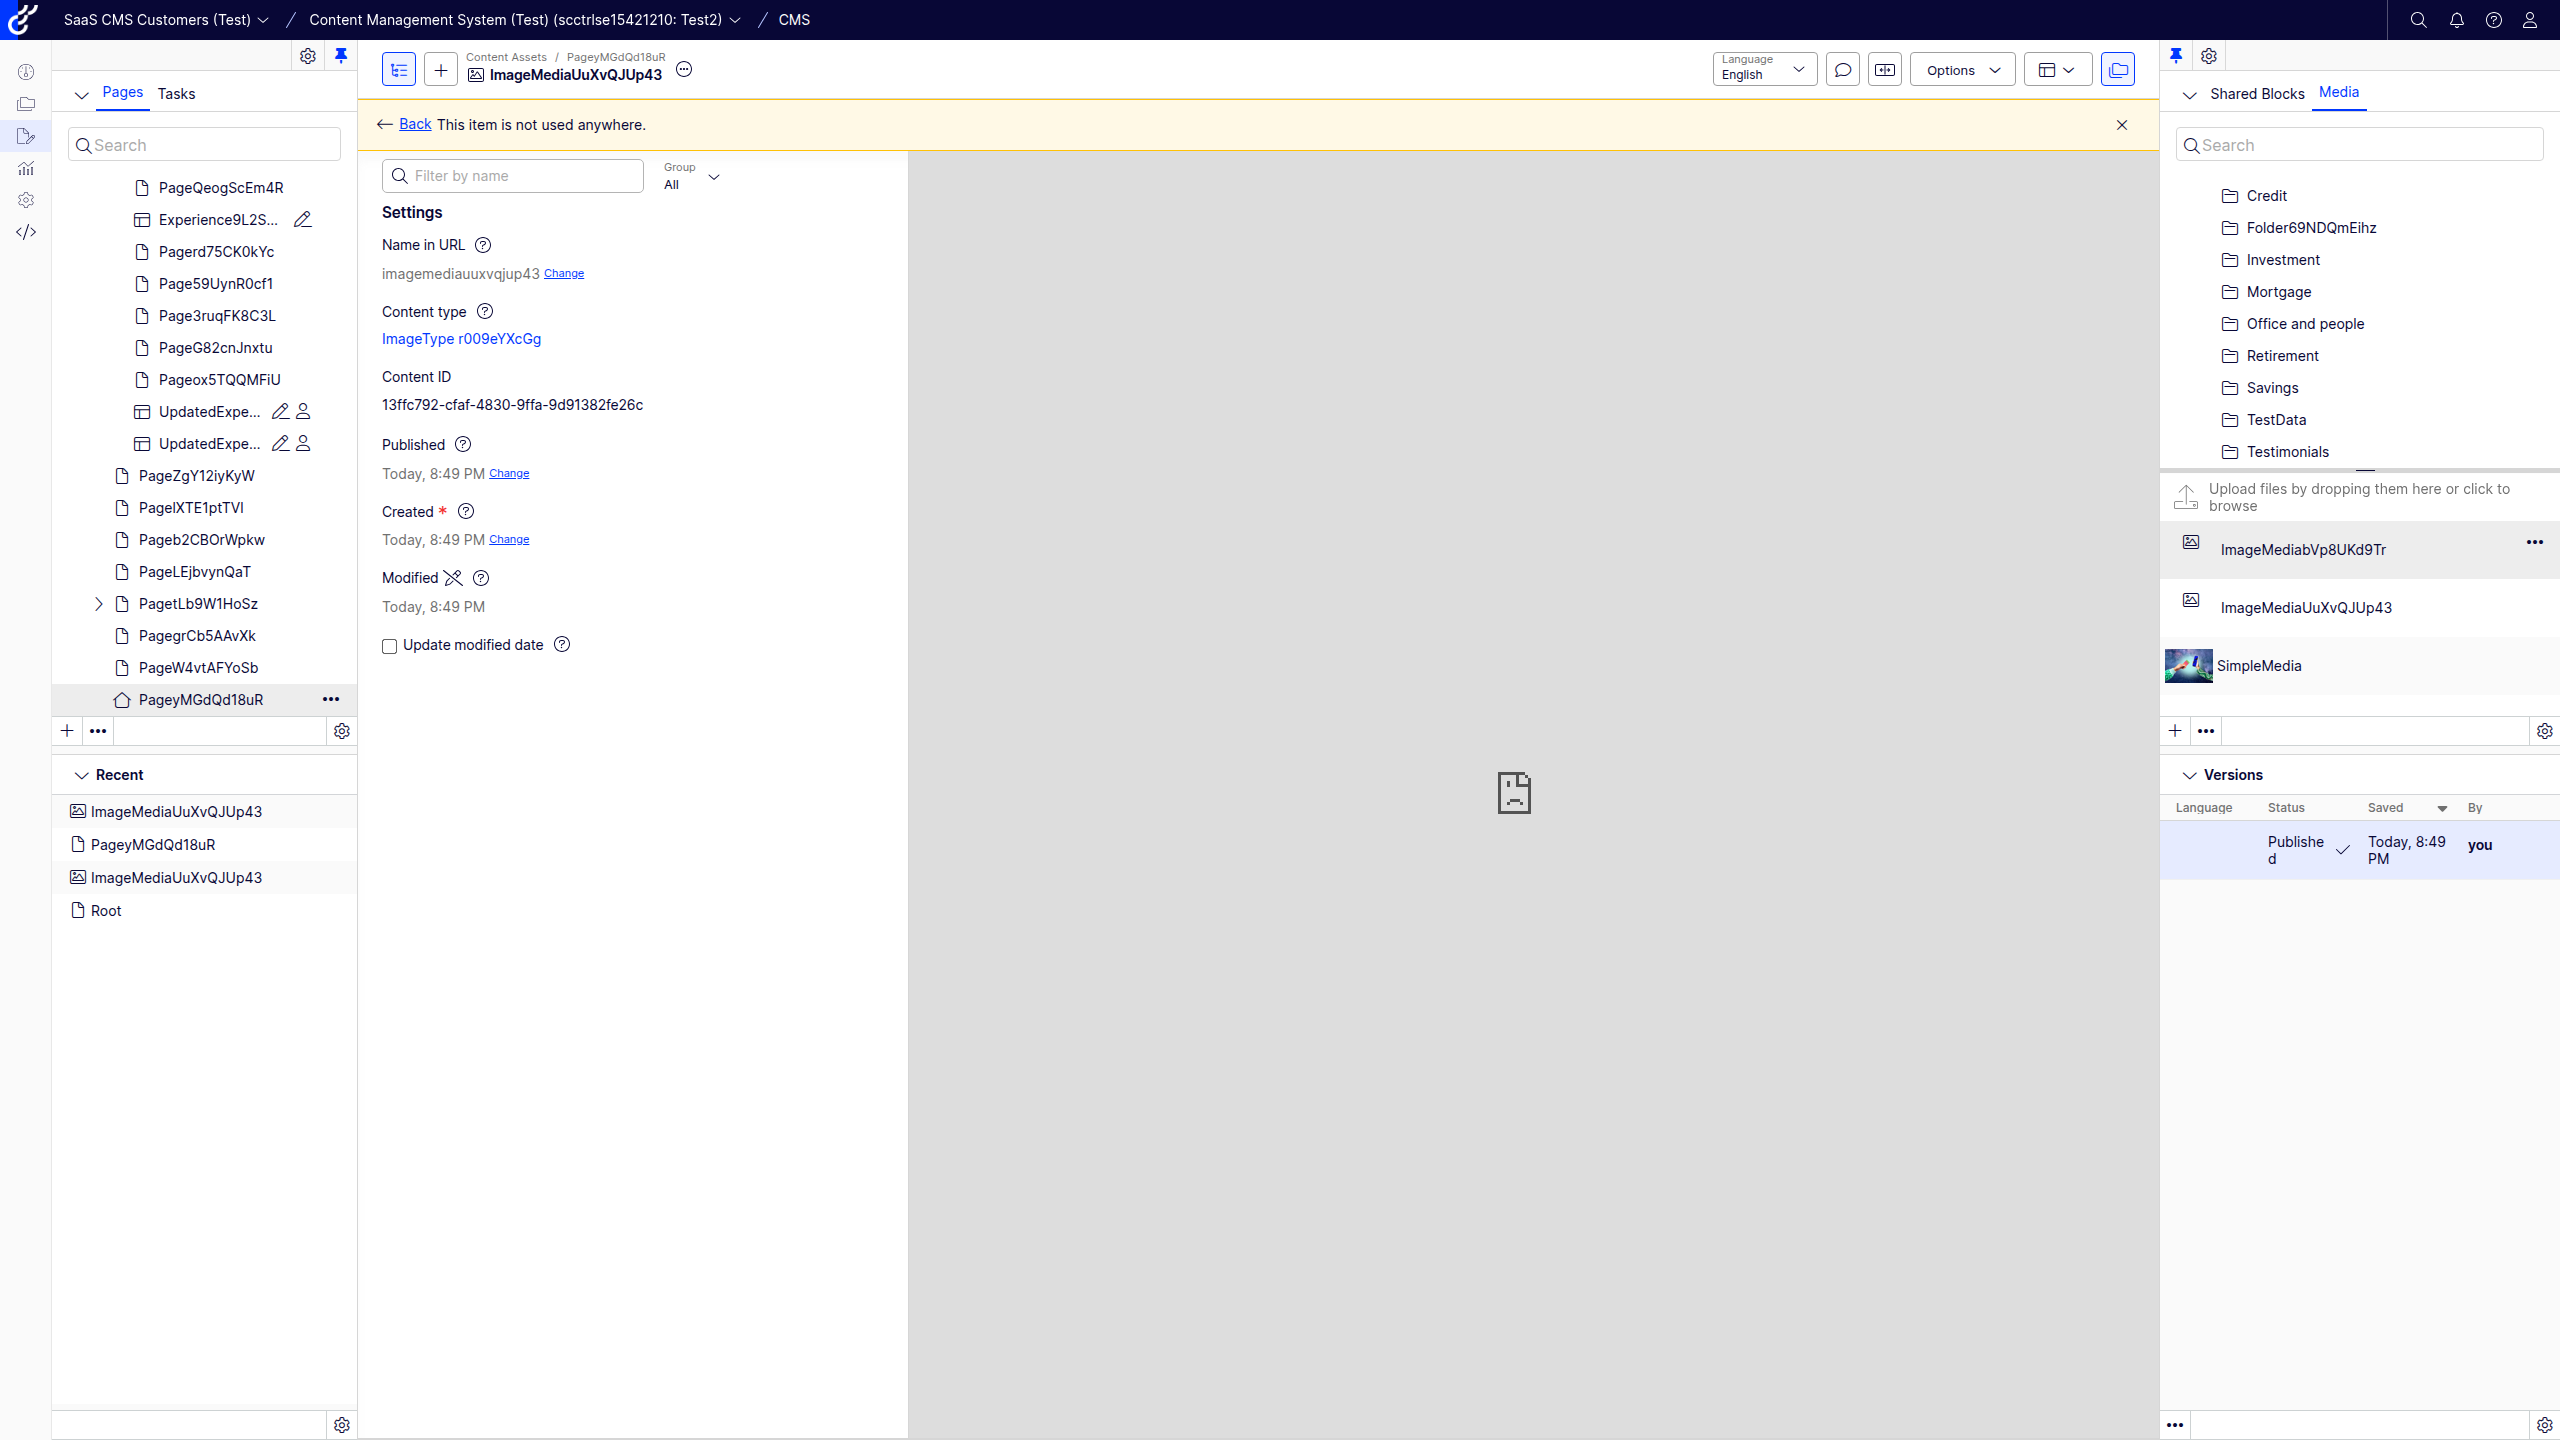 SaaS CMS Customers (Test)
Content Management System (Test) (scctrlse15421210: Test2)
CMS
Pages
Tasks
Search
PageQeogScEm4R
Experience9L2S...
Pagerd75CK0kYc
Page59UynR0cf1
Page3ruqFK8C3L
PageG82cnJnxtu
Pageox5TQQMFiU
UpdatedExpe...
UpdatedExpe...
PageZgY12iyKyW
PagelXTE1ptTVl
Pageb2CBOrWpkw
PageLEjbvynQaT
PagetLb9W1HoSz
PagegrCb5AAvXk
PageW4vtAFYoSb
PageyMGdQd18uR
Recent
ImageMediaUuXvQJUp43
PageyMGdQd18uR
ImageMediaUuXvQJUp43
Root
Content Assets / PageyMGdQd18uR
ImageMediaUuXvQJUp43
Language
English
Options
Back This item is not used anywhere.
Filter by name
Group
All
Settings
Name in URL
imagemediauuxvqjup43 Change
Content type
ImageType r009eYXcGg
Content ID
13ffc792-cfaf-4830-9ffa-9d91382fe26c
Published
Today, 8:49 PM Change
Created *
Today, 8:49 PM Change
Modified
Today, 8:49 PM
Update modified date
Shared Blocks
Media
Search
Credit
Folder69NDQmEihz
Investment
Mortgage
Office and people
Retirement
Savings
TestData
Testimonials
Upload files by dropping them here or click to
browse
ImageMediabVp8UKd9Tr
ImageMediaUuXvQJUp43
SimpleMedia
Versions
Language Status Saved By
Publishe Today, 8:49 you
d PM